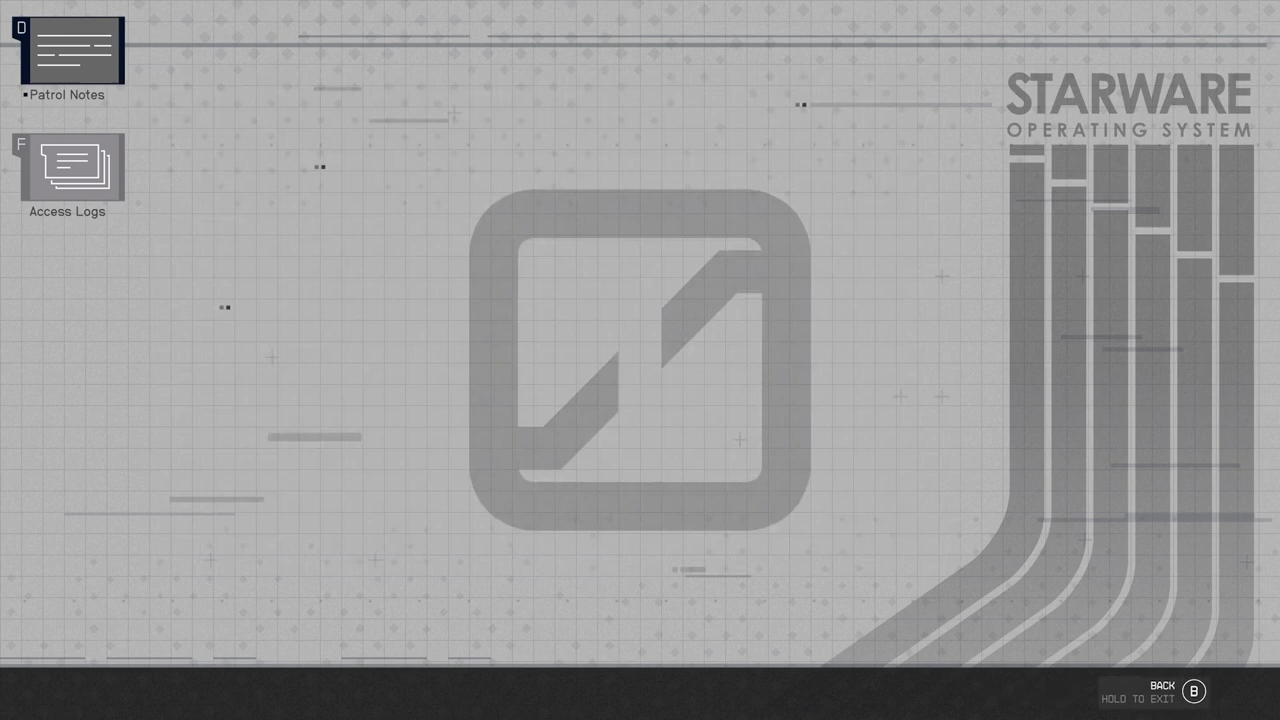 D
Patrol Notes
F
Access Logs
STARWARE
OPERATING SYSTEM
BACK
HOLD TO EXIT
B